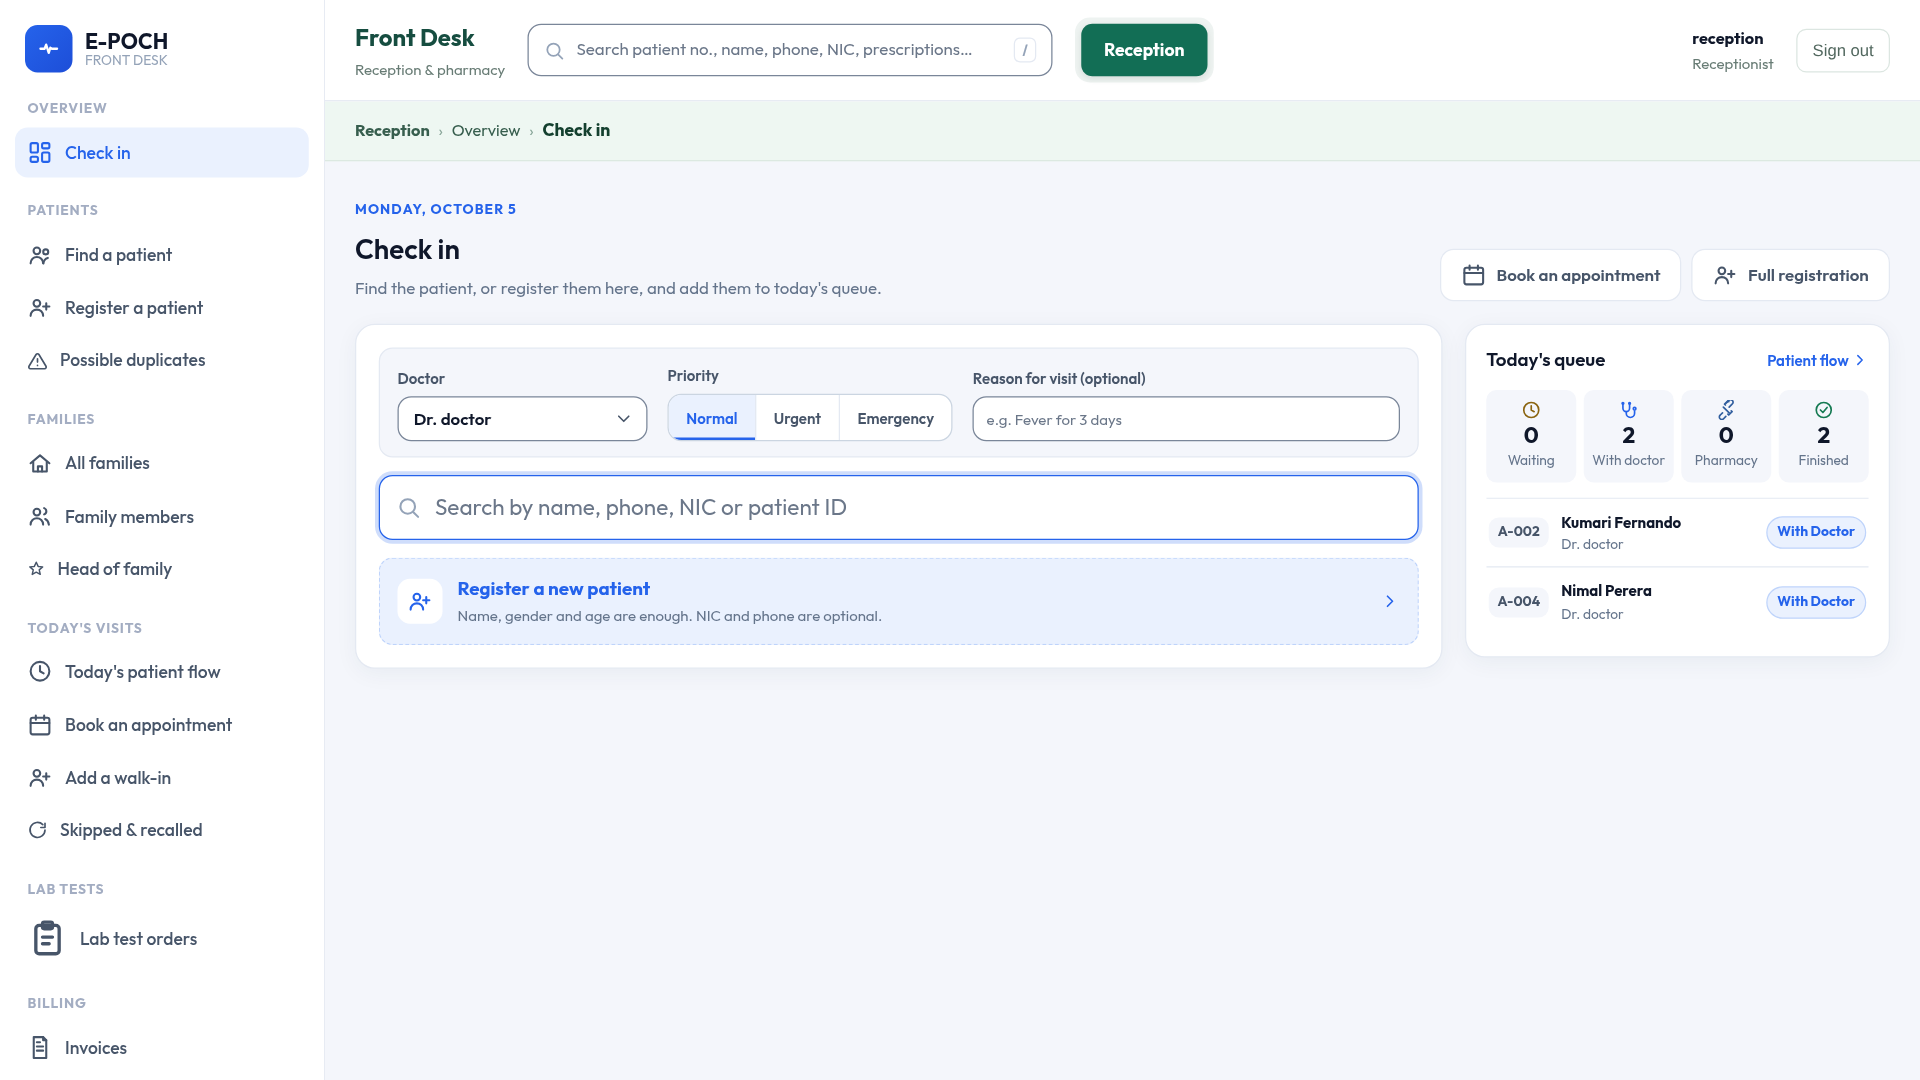 E-POCH
FRONT DESK
OVERVIEW
Check in
PATIENTS
Find a patient
Register a patient
Possible duplicates
FAMILIES
All families
Family members
Head of family
TODAY'S VISITS
Today's patient flow
Book an appointment
Add a walk-in
Skipped & recalled
LAB TESTS
Lab test orders
BILLING
Invoices
Front Desk
Reception & pharmacy
Search patient no., name, phone, NIC, prescriptions...
/
Reception
reception
Receptionist
Sign out
Reception › Overview › Check in
MONDAY, OCTOBER 5
Check in
Find the patient, or register them here, and add them to today's queue.
Book an appointment
Full registration
Doctor
Dr. doctor
Priority
Normal
Urgent
Emergency
Reason for visit (optional)
e.g. Fever for 3 days
Search by name, phone, NIC or patient ID
Register a new patient
Name, gender and age are enough. NIC and phone are optional.
Today's queue
Patient flow
0
Waiting
2
With doctor
0
Pharmacy
2
Finished
A-002
Kumari Fernando
Dr. doctor
With Doctor
A-004
Nimal Perera
Dr. doctor
With Doctor